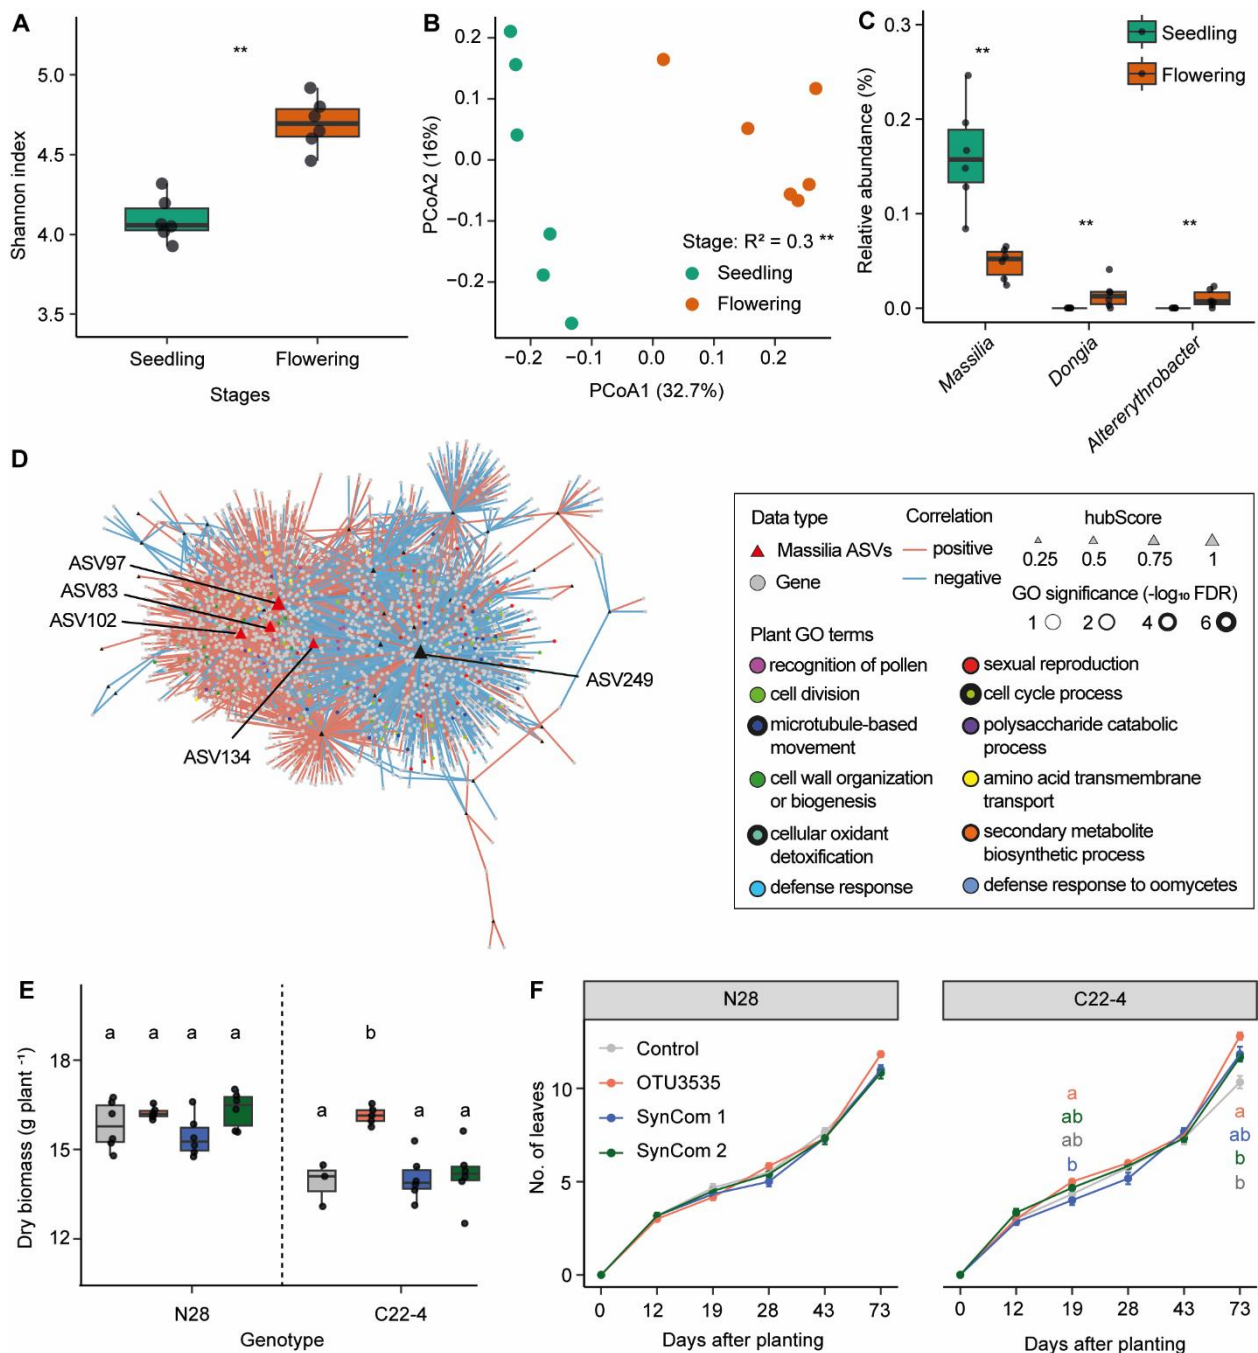 A
**
5.0
4.5
4.0
3.5
Shannon index
Seedling
Flowering
Stages
B
0.2
0.1
0.0
−0.1
−0.2
PCoA2 (16%)
Stage: R² = 0.3 **
Seedling
Flowering
−0.2
−0.1
0.0
0.1
0.2
PCoA1 (32.7%)
C
Seedling
Flowering
**
**
**
0.3
0.2
0.1
0.0
Relative abundance (%)
Massilia
Dongia
Altererythrobacter
D
ASV97
ASV83
ASV102
ASV134
ASV249
Data type
Massilia ASVs
Gene
Correlation
positive
negative
hubScore
0.25
0.5
0.75
1
GO significance (-log₁₀ FDR)
1
2
4
6
Plant GO terms
recognition of pollen
cell division
microtubule-based
movement
cell wall organization
or biogenesis
cellular oxidant
detoxification
defense response
sexual reproduction
cell cycle process
polysaccharide catabolic
process
amino acid transmembrane
transport
secondary metabolite
biosynthetic process
defense response to oomycetes
E
a
a
a
a
a
b
a
a
18
15
12
Dry biomass (g plant ⁻¹)
N28
C22-4
Genotype
F
N28
C22-4
Control
OTU3535
SynCom 1
SynCom 2
10
5
0
No. of leaves
a
ab
ab
b
a
ab
b
b
0
12
19
28
43
73
Days after planting
0
12
19
28
43
73
Days after planting